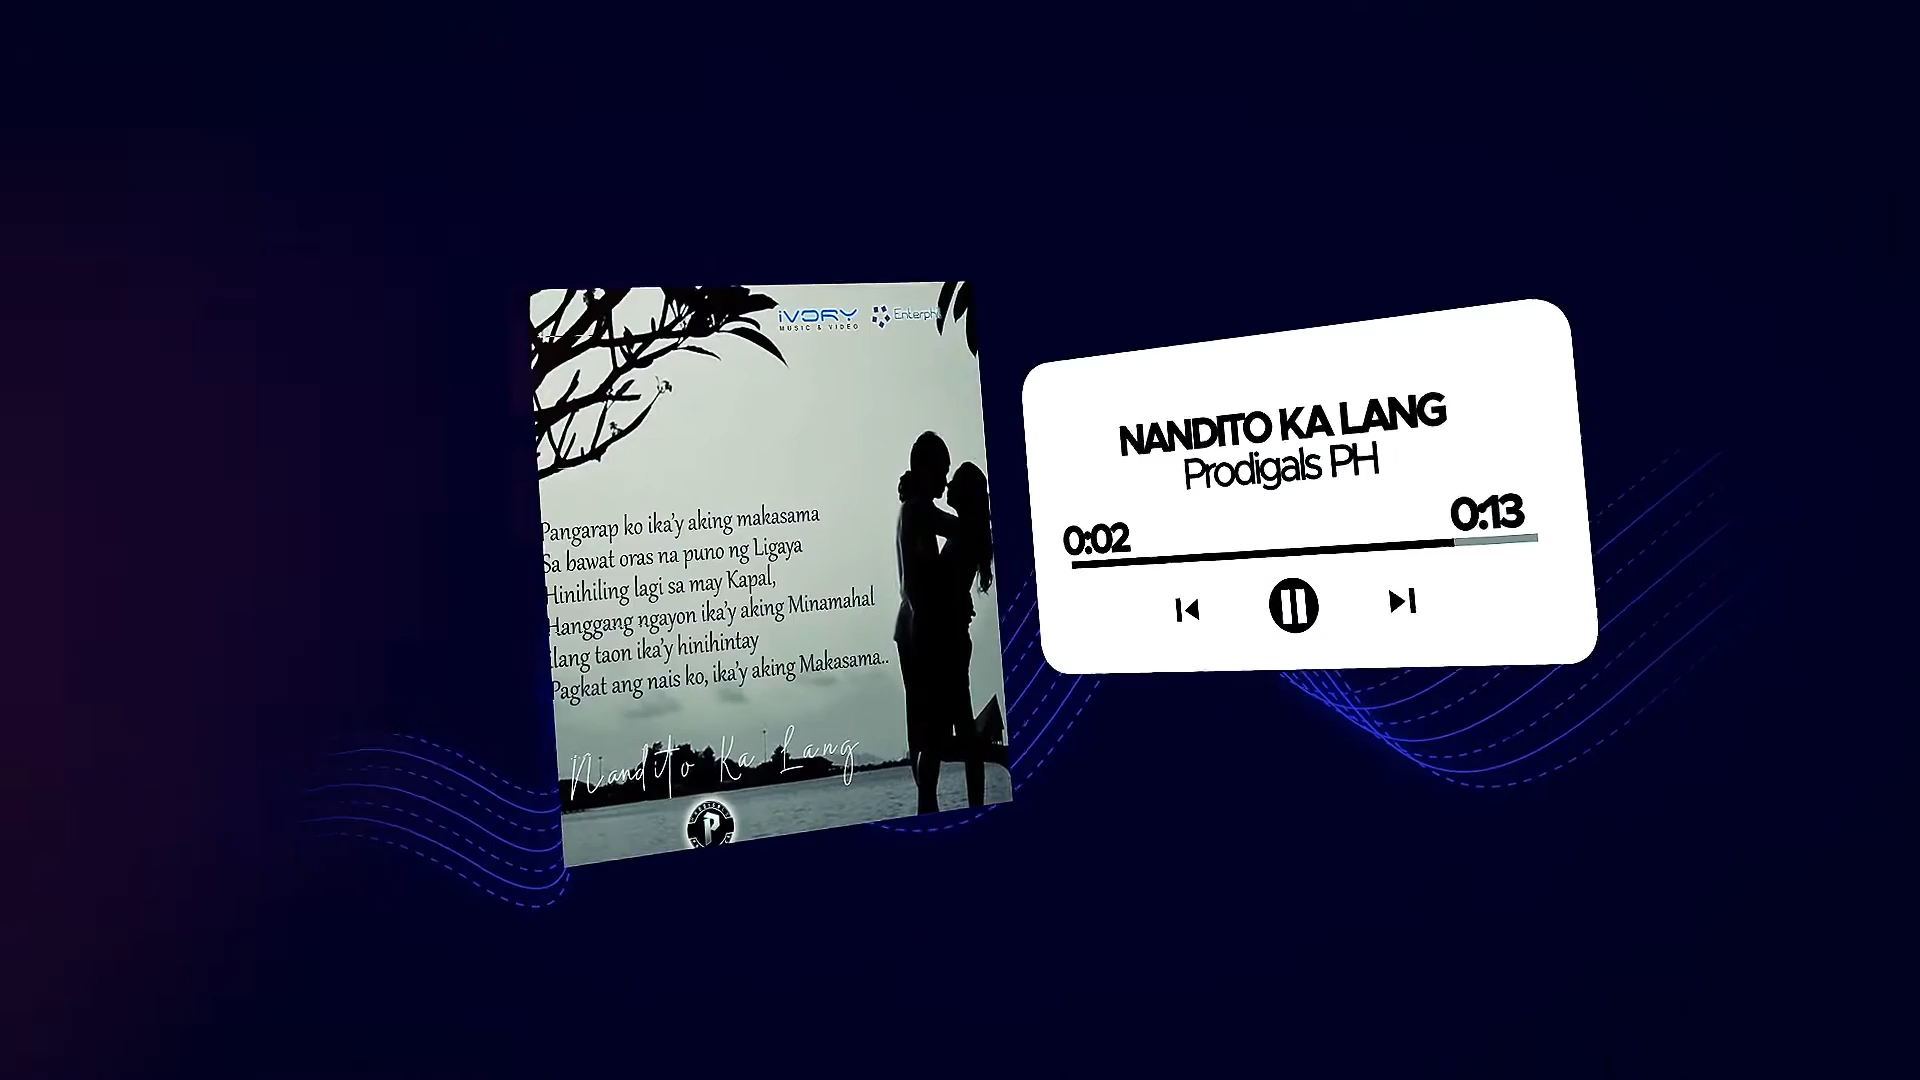 iVORY
MUSIC & VIDEO
Enterph
Pangarap ko ika'y aking makasama
Sa bawat oras na puno ng Ligaya
Hinihiling lagi sa may Kapal,
Hanggang ngayon ika'y aking Minamahal
ilang taon ika'y hinihintay
Pagkat ang nais ko, ika'y aking Makasama..
Nandito Ka Lang
P
NANDITO KA LANG
Prodigals PH
0:02
0:13